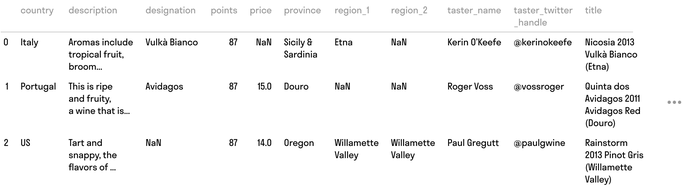 country description designation points price province region_1 region_2 taster_name taster_twitter title
_handle
0 Italy Aromas include Vulkà Bianco 87 NaN Sicily & Etna NaN Kerin O'Keefe @kerinokeefe Nicosia 2013
tropical fruit, Sardinia Vulkà Bianco
broom... (Etna)
1 Portugal This is ripe Avidagos 87 15.0 Douro NaN NaN Roger Voss @vossroger Quinta dos
and fruity, Avidagos 2011
a wine that is... Avidagos Red
(Douro)
2 US Tart and NaN 87 14.0 Oregon Willamette Willamette Paul Gregutt @paulgwine Rainstorm
snappy, the Valley Valley 2013 Pinot Gris
flavors of ... (Willamette
Valley)